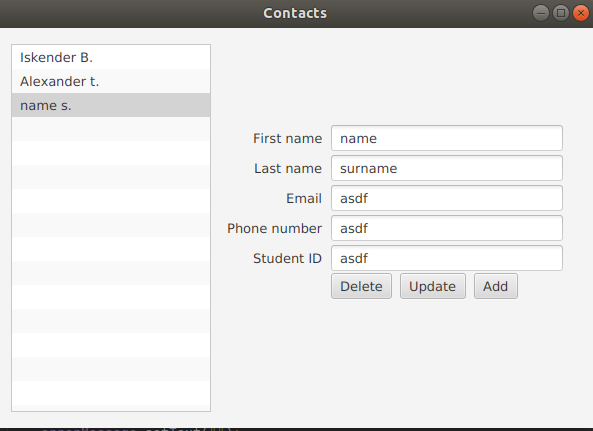 Contacts
Iskender B.
Alexander t.
name s.
First name name
Last name surname
Email asdf
Phone number asdf
Student ID asdf
Delete Update Add